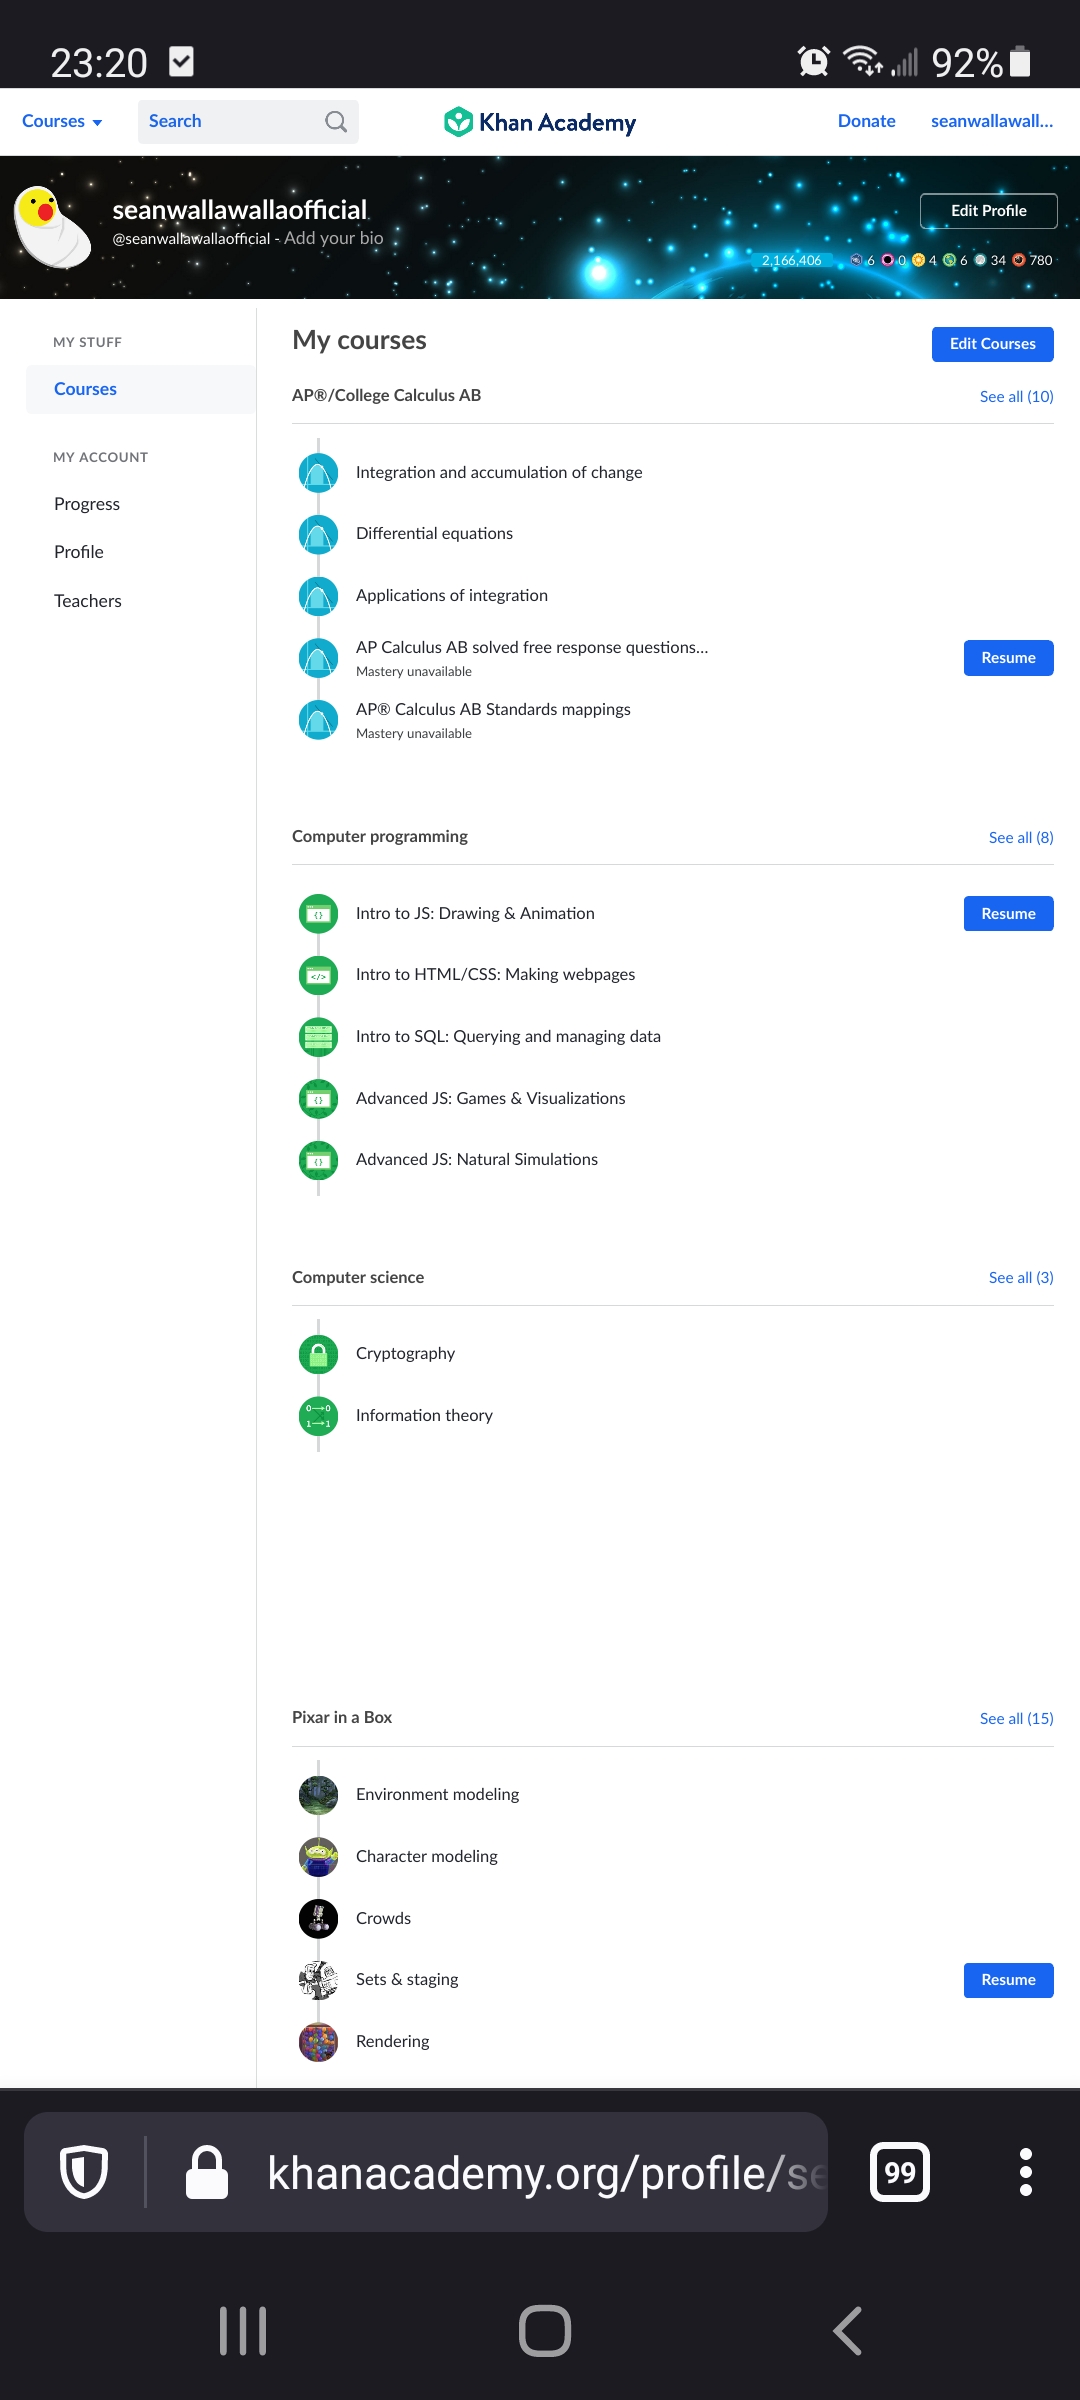 23:20
92%
Courses
Search
Khan Academy
Donate
seanwallawall...
seanwallawallaofficial
@seanwallawallaofficial - Add your bio
Edit Profile
2,166,406 6 0 4 6 34 780
MY STUFF
Courses
MY ACCOUNT
Progress
Profile
Teachers
My courses
Edit Courses
AP®/College Calculus AB
See all (10)
Integration and accumulation of change
Differential equations
Applications of integration
AP Calculus AB solved free response questions...
Mastery unavailable
Resume
AP® Calculus AB Standards mappings
Mastery unavailable
Computer programming
See all (8)
Intro to JS: Drawing & Animation
Resume
Intro to HTML/CSS: Making webpages
Intro to SQL: Querying and managing data
Advanced JS: Games & Visualizations
Advanced JS: Natural Simulations
Computer science
See all (3)
Cryptography
Information theory
Pixar in a Box
See all (15)
Environment modeling
Character modeling
Crowds
Sets & staging
Resume
Rendering
khanacademy.org/profile/se
99